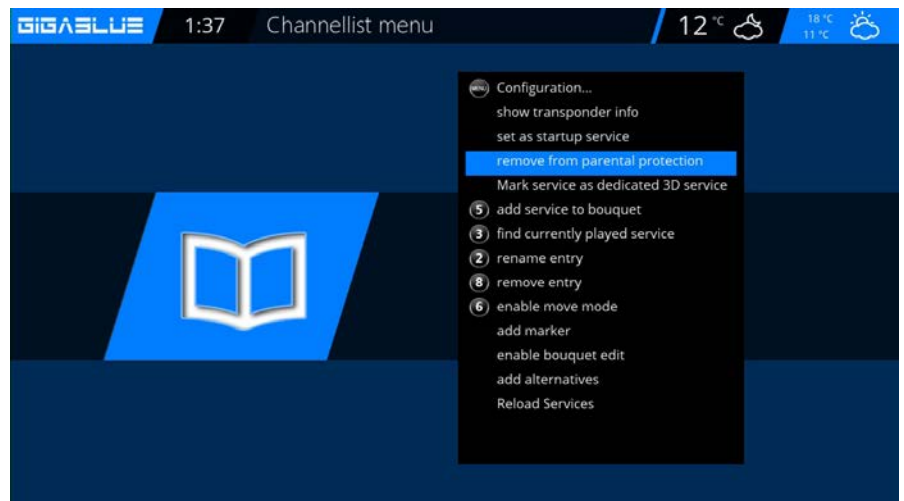 GIGABLUE 1:37 Channellist menu 12 °C 18 °C
11 °C
MENU Configuration...
show transponder info
set as startup service
remove from parental protection
Mark service as dedicated 3D service
5 add service to bouquet
3 find currently played service
2 rename entry
8 remove entry
6 enable move mode
add marker
enable bouquet edit
add alternatives
Reload Services